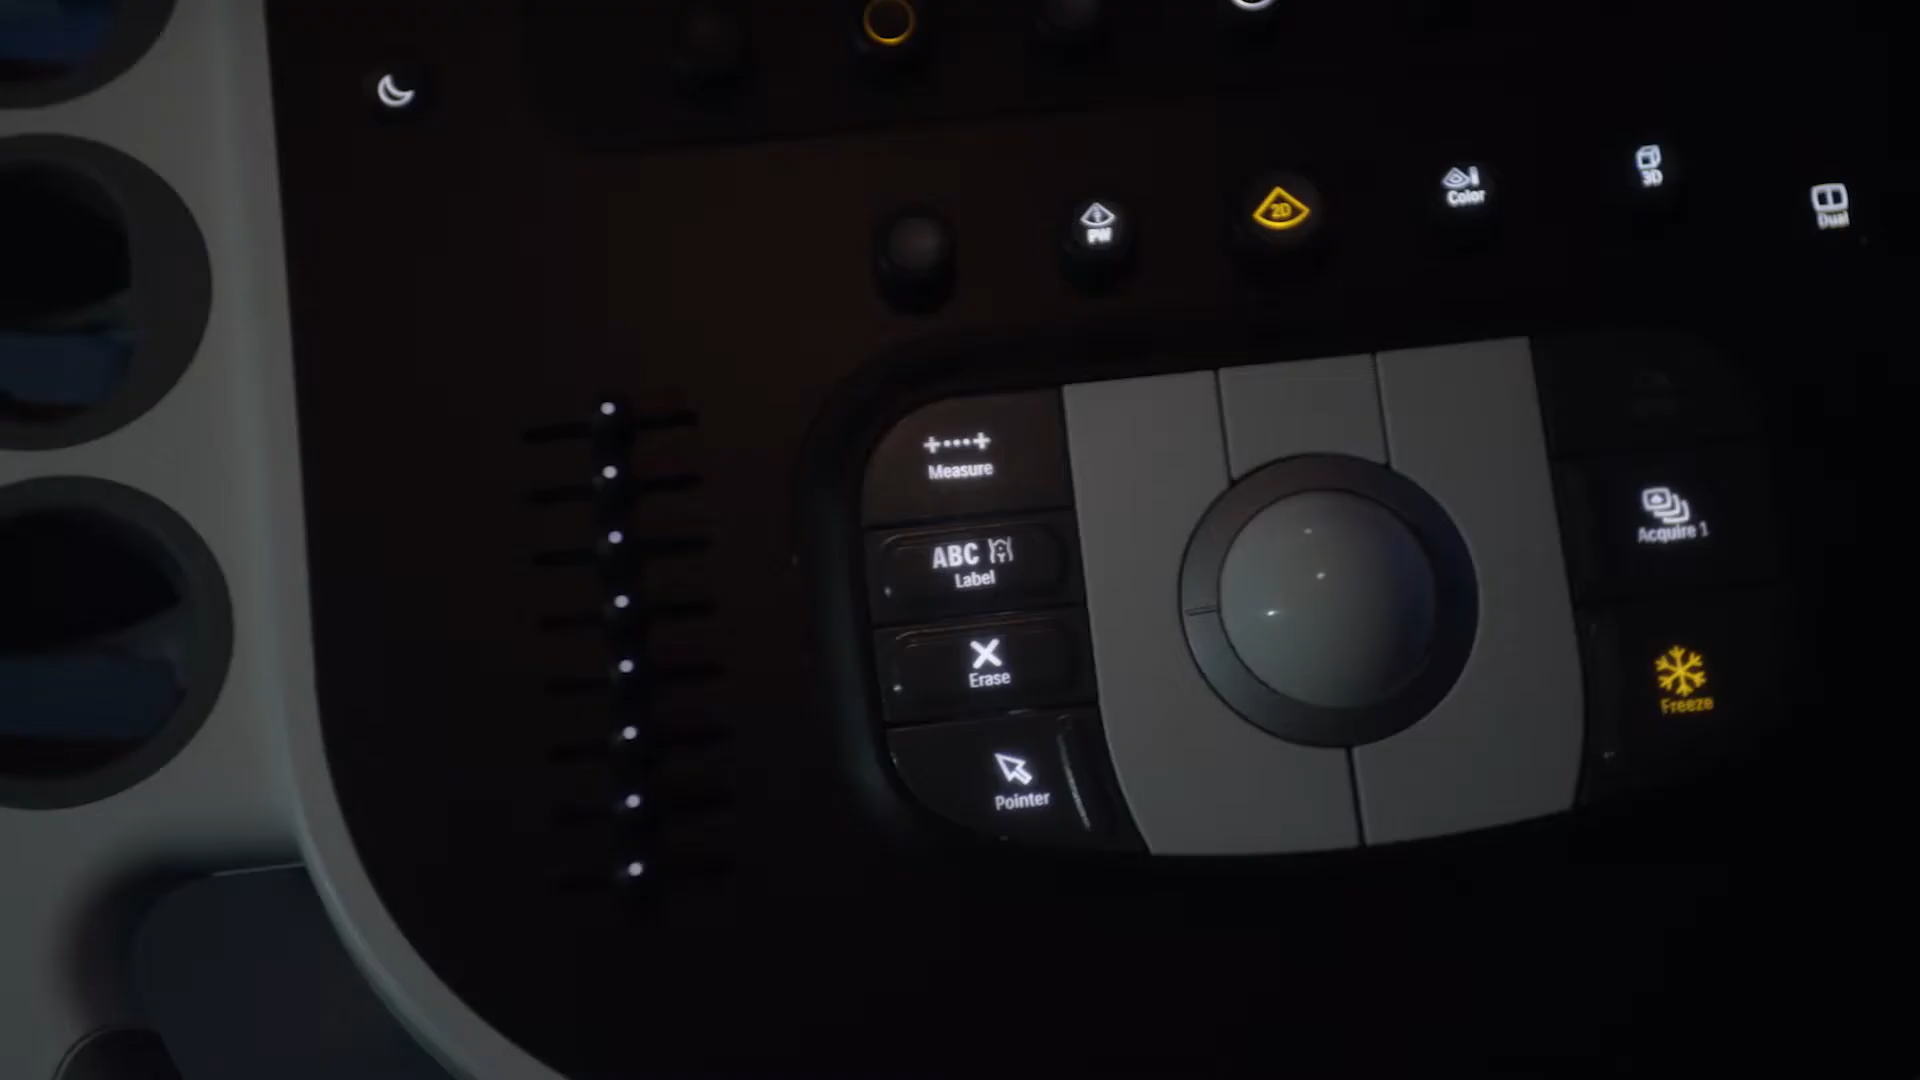 3D
Color
PW
2D
Dual
Measure
ABC
Label
Acquire 1
Erase
Freeze
Pointer